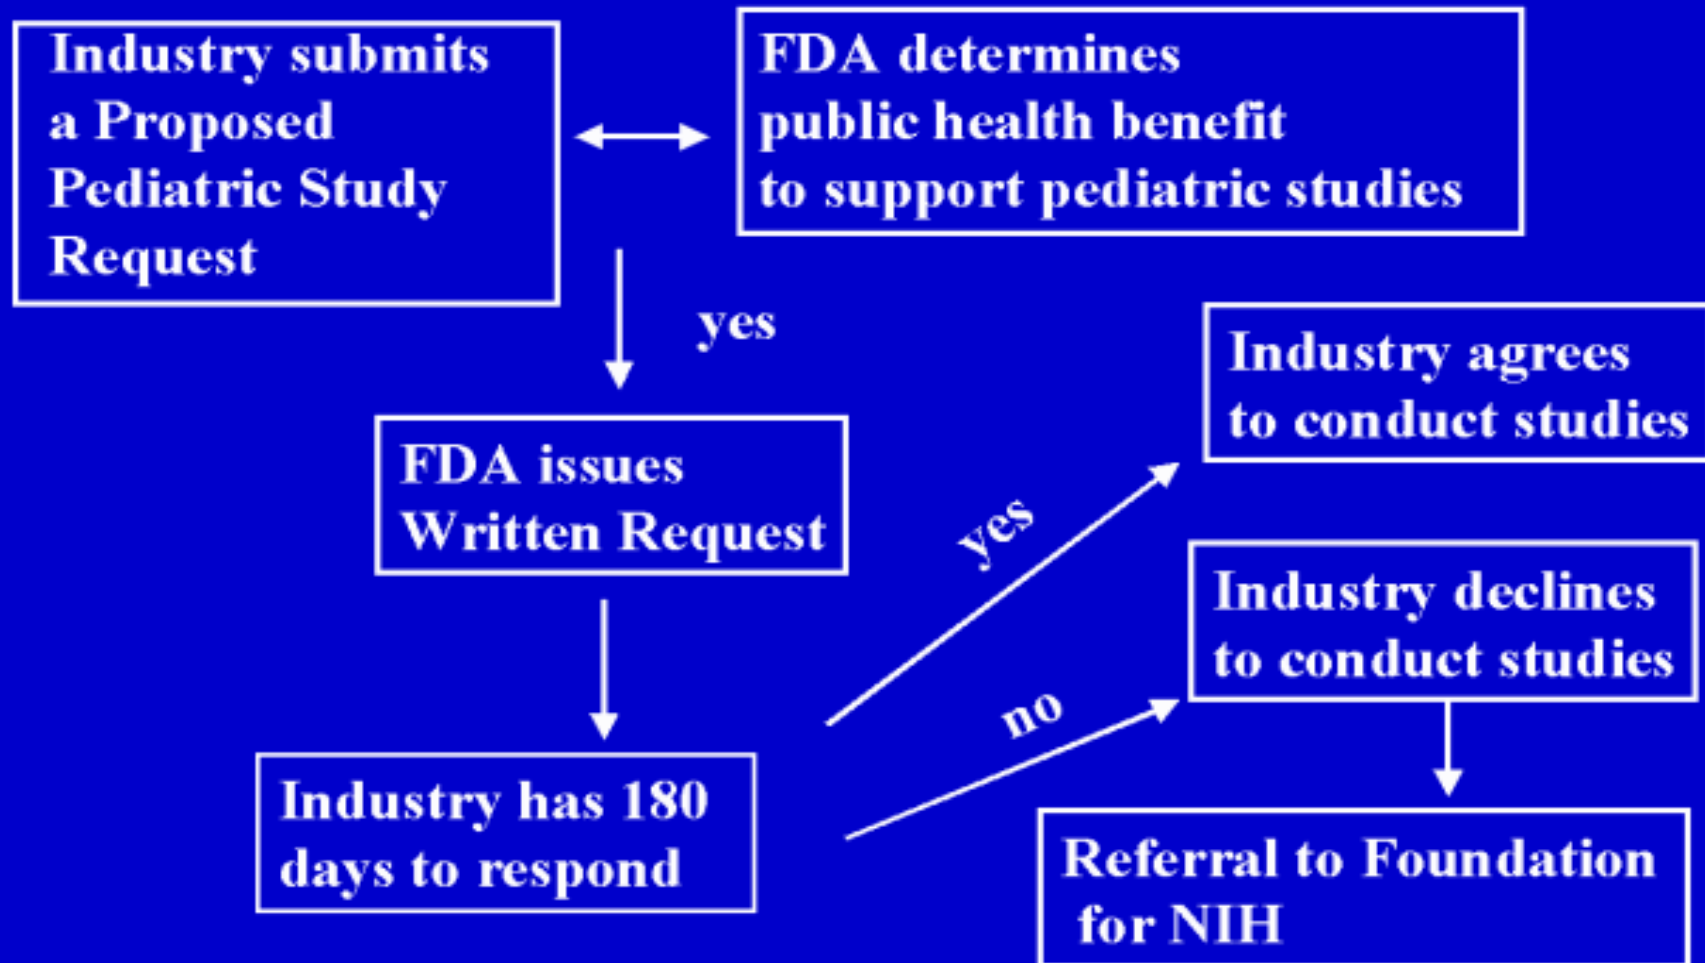 Industry submits
a Proposed
Pediatric Study
Request
FDA determines
public health benefit
to support pediatric studies
yes
FDA issues
Written Request
Industry has 180
days to respond
yes
Industry agrees
to conduct studies
no
Industry declines
to conduct studies
Referral to Foundation
for NIH